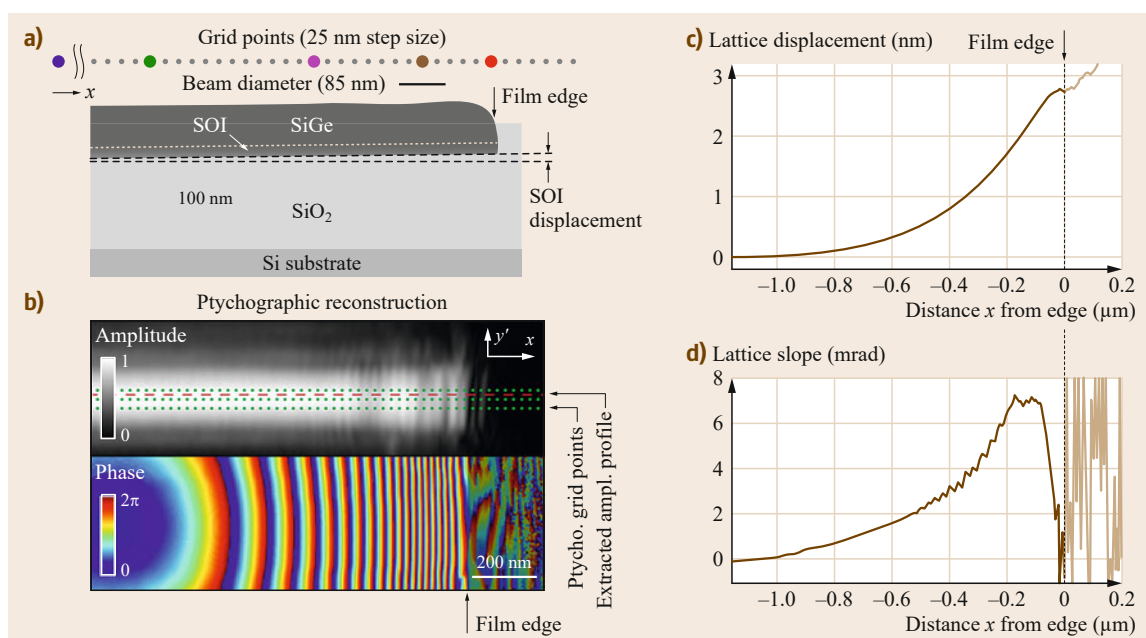 a)
Grid points (25 nm step size)
x
Beam diameter (85 nm)
Film edge
SOI
SiGe
100 nm
SiO2
SOI
displacement
Si substrate
b)
Ptychographic reconstruction
Amplitude
1
0
y′
x
Phase
2π
0
200 nm
Ptycho. grid points
Extracted ampl. profile
Film edge
c) Lattice displacement (nm)
Film edge
3
2
1
0
–1.0 –0.8 –0.6 –0.4 –0.2 0 0.2
Distance x from edge (µm)
d) Lattice slope (mrad)
8
6
4
2
0
–1.0 –0.8 –0.6 –0.4 –0.2 0 0.2
Distance x from edge (µm)